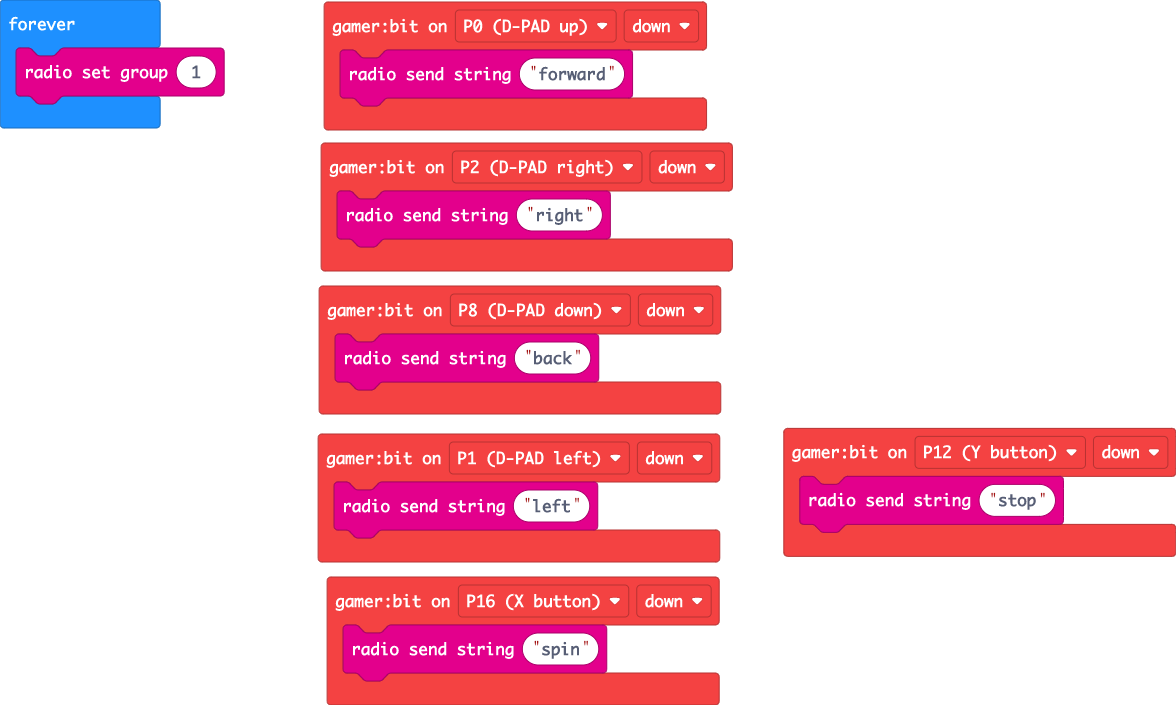 forever
radio set group 1
gamer:bit on P0 (D-PAD up) down
radio send string "forward"
gamer:bit on P2 (D-PAD right) down
radio send string "right"
gamer:bit on P8 (D-PAD down) down
radio send string "back"
gamer:bit on P1 (D-PAD left) down
radio send string "left"
gamer:bit on P12 (Y button) down
radio send string "stop"
gamer:bit on P16 (X button) down
radio send string "spin"